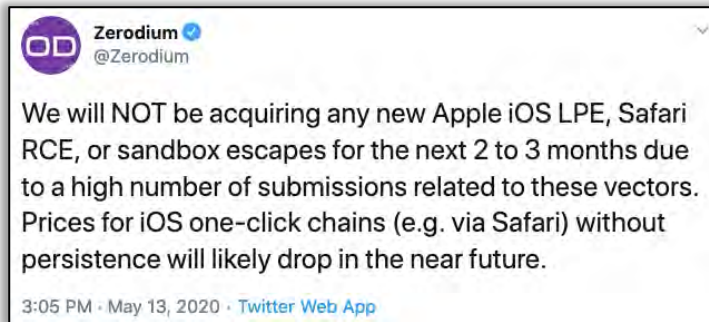 OD
Zerodium
@Zerodium
We will NOT be acquiring any new Apple iOS LPE, Safari
RCE, or sandbox escapes for the next 2 to 3 months due
to a high number of submissions related to these vectors.
Prices for iOS one-click chains (e.g. via Safari) without
persistence will likely drop in the near future.
3:05 PM · May 13, 2020 · Twitter Web App